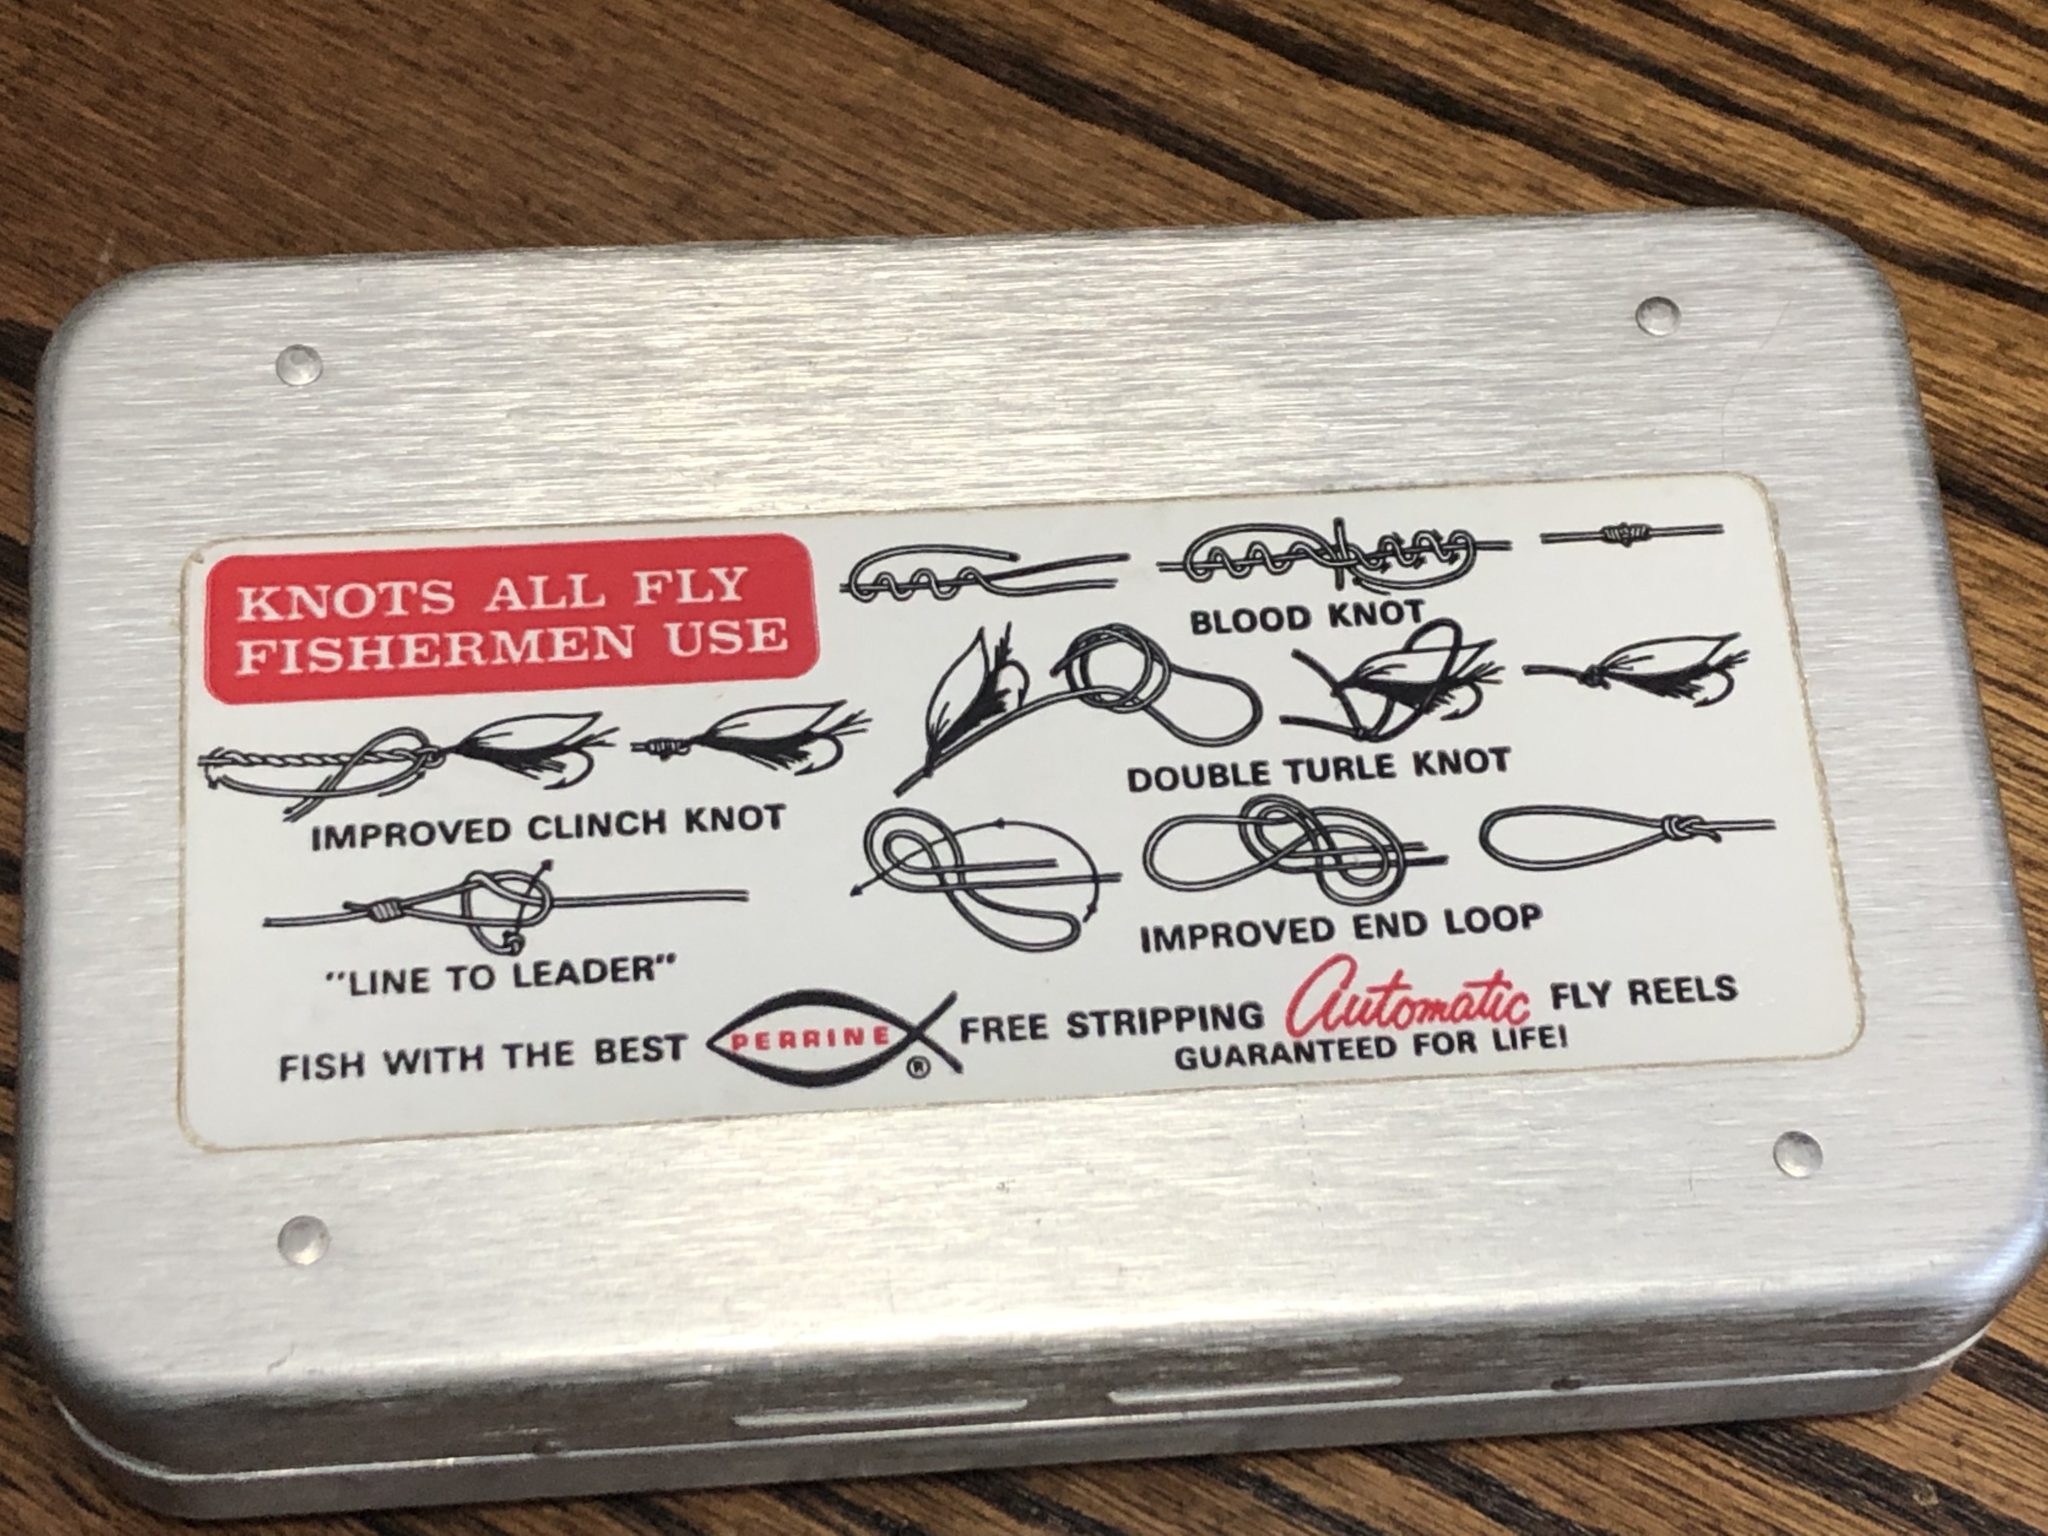 KNOTS ALL FLY
FISHERMEN USE
BLOOD KNOT
DOUBLE TURLE KNOT
IMPROVED CLINCH KNOT
IMPROVED END LOOP
"LINE TO LEADER"
FISH WITH THE BEST PERRINE ® FREE STRIPPING Automatic FLY REELS
GUARANTEED FOR LIFE!